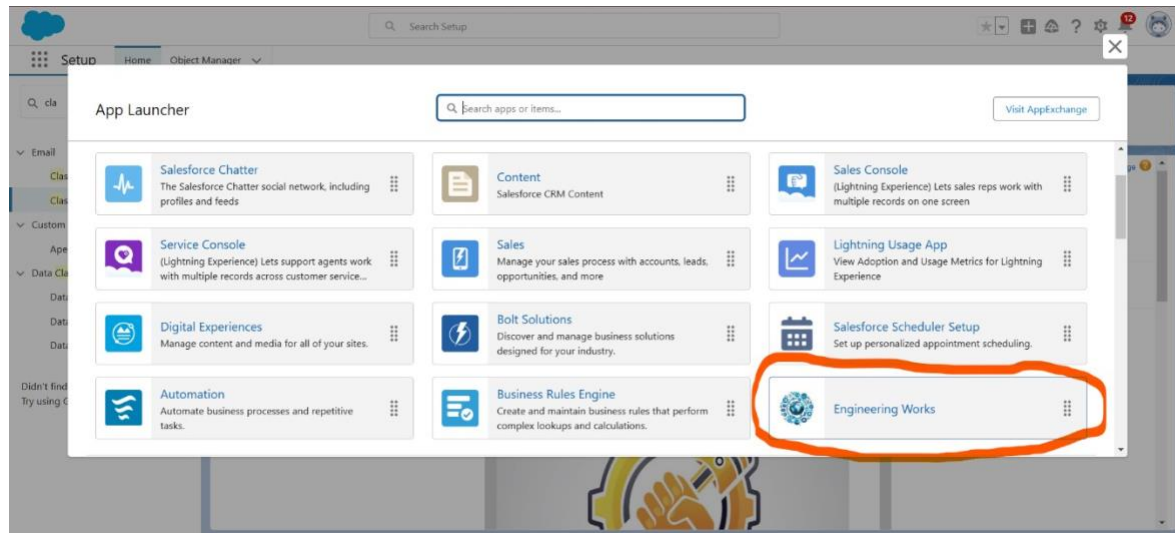 Search Setup
12
Setup
Home
Object Manager
cla
App Launcher
Search apps or items...
Visit AppExchange
Email
Clas
Clas
Custom
Ape
Data Cla
Data
Data
Data
Didn't find
Try using G
Salesforce Chatter
The Salesforce Chatter social network, including
profiles and feeds
Content
Salesforce CRM Content
Sales Console
(Lightning Experience) Lets sales reps work with
multiple records on one screen
Service Console
(Lightning Experience) Lets support agents work
with multiple records across customer service...
Sales
Manage your sales process with accounts, leads,
opportunities, and more
Lightning Usage App
View Adoption and Usage Metrics for Lightning
Experience
Digital Experiences
Manage content and media for all of your sites.
Bolt Solutions
Discover and manage business solutions
designed for your industry.
Salesforce Scheduler Setup
Set up personalized appointment scheduling.
Automation
Automate business processes and repetitive
tasks.
Business Rules Engine
Create and maintain business rules that perform
complex lookups and calculations.
Engineering Works